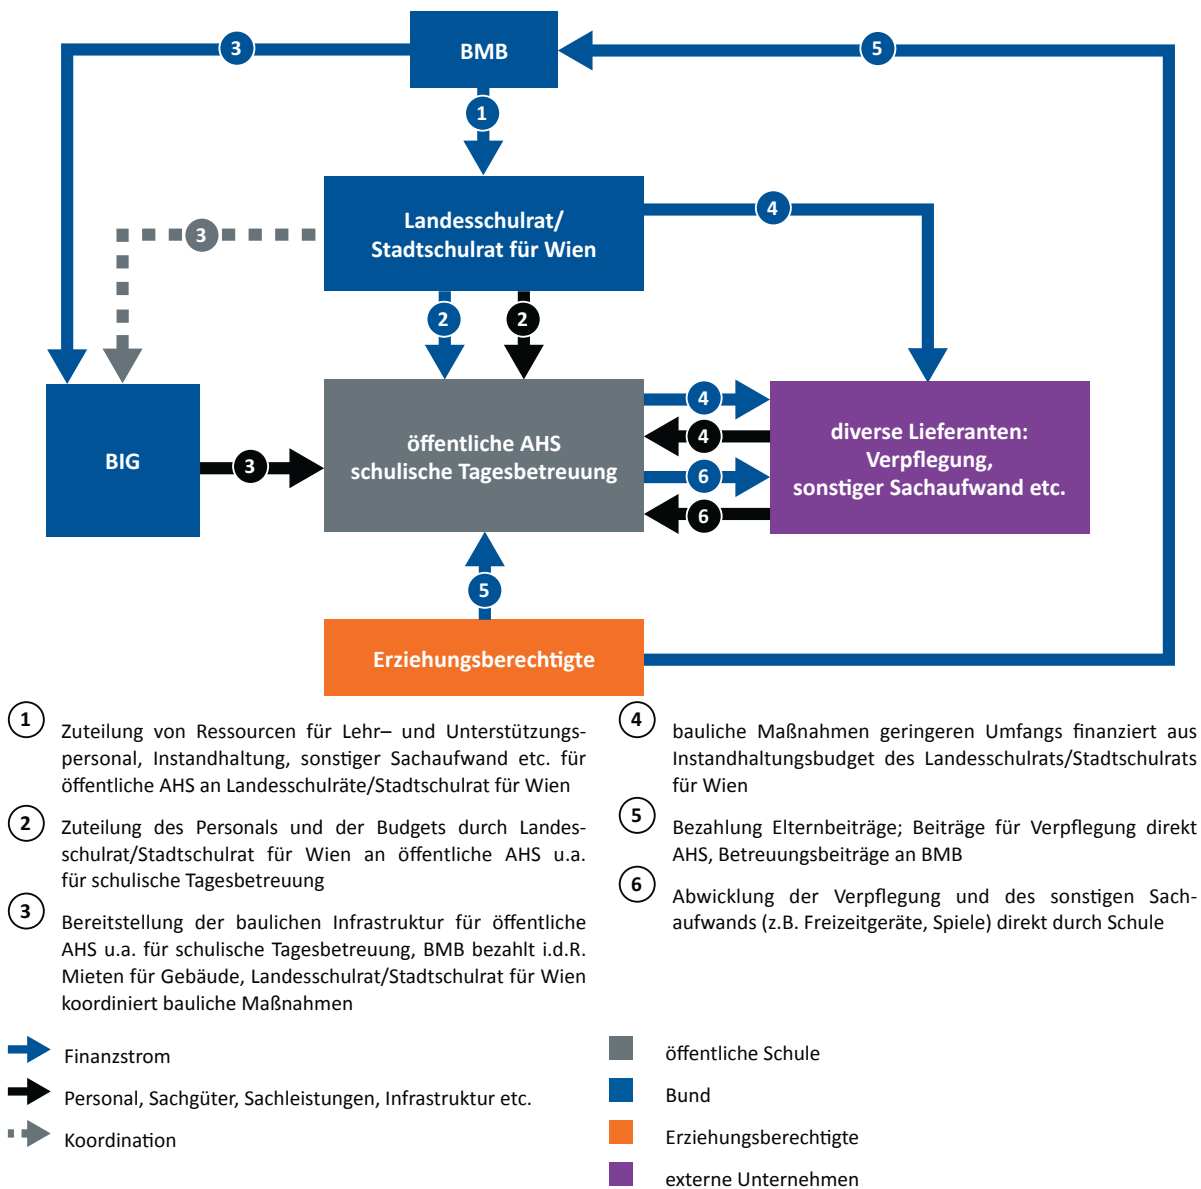 BMB
3
5
1
Landesschulrat/
Stadtschulrat für Wien
4
3
2
2
BIG
3
öffentliche AHS
schulische Tagesbetreuung
4
4
6
6
diverse Lieferanten:
Verpflegung,
sonstiger Sachaufwand etc.
5
Erziehungsberechtigte
1
Zuteilung von Ressourcen für Lehr– und Unterstützungs-
personal, Instandhaltung, sonstiger Sachaufwand etc. für
öffentliche AHS an Landesschulräte/Stadtschulrat für Wien
2
Zuteilung des Personals und der Budgets durch Landes-
schulrat/Stadtschulrat für Wien an öffentliche AHS u.a.
für schulische Tagesbetreuung
3
Bereitstellung der baulichen Infrastruktur für öffentliche
AHS u.a. für schulische Tagesbetreuung, BMB bezahlt i.d.R.
Mieten für Gebäude, Landesschulrat/Stadtschulrat für Wien
koordiniert bauliche Maßnahmen
4
bauliche Maßnahmen geringeren Umfangs finanziert aus
Instandhaltungsbudget des Landesschulrats/Stadtschulrats
für Wien
5
Bezahlung Elternbeiträge; Beiträge für Verpflegung direkt
AHS, Betreuungsbeiträge an BMB
6
Abwicklung der Verpflegung und des sonstigen Sach-
aufwands (z.B. Freizeitgeräte, Spiele) direkt durch Schule
Finanzstrom
Personal, Sachgüter, Sachleistungen, Infrastruktur etc.
Koordination
öffentliche Schule
Bund
Erziehungsberechtigte
externe Unternehmen